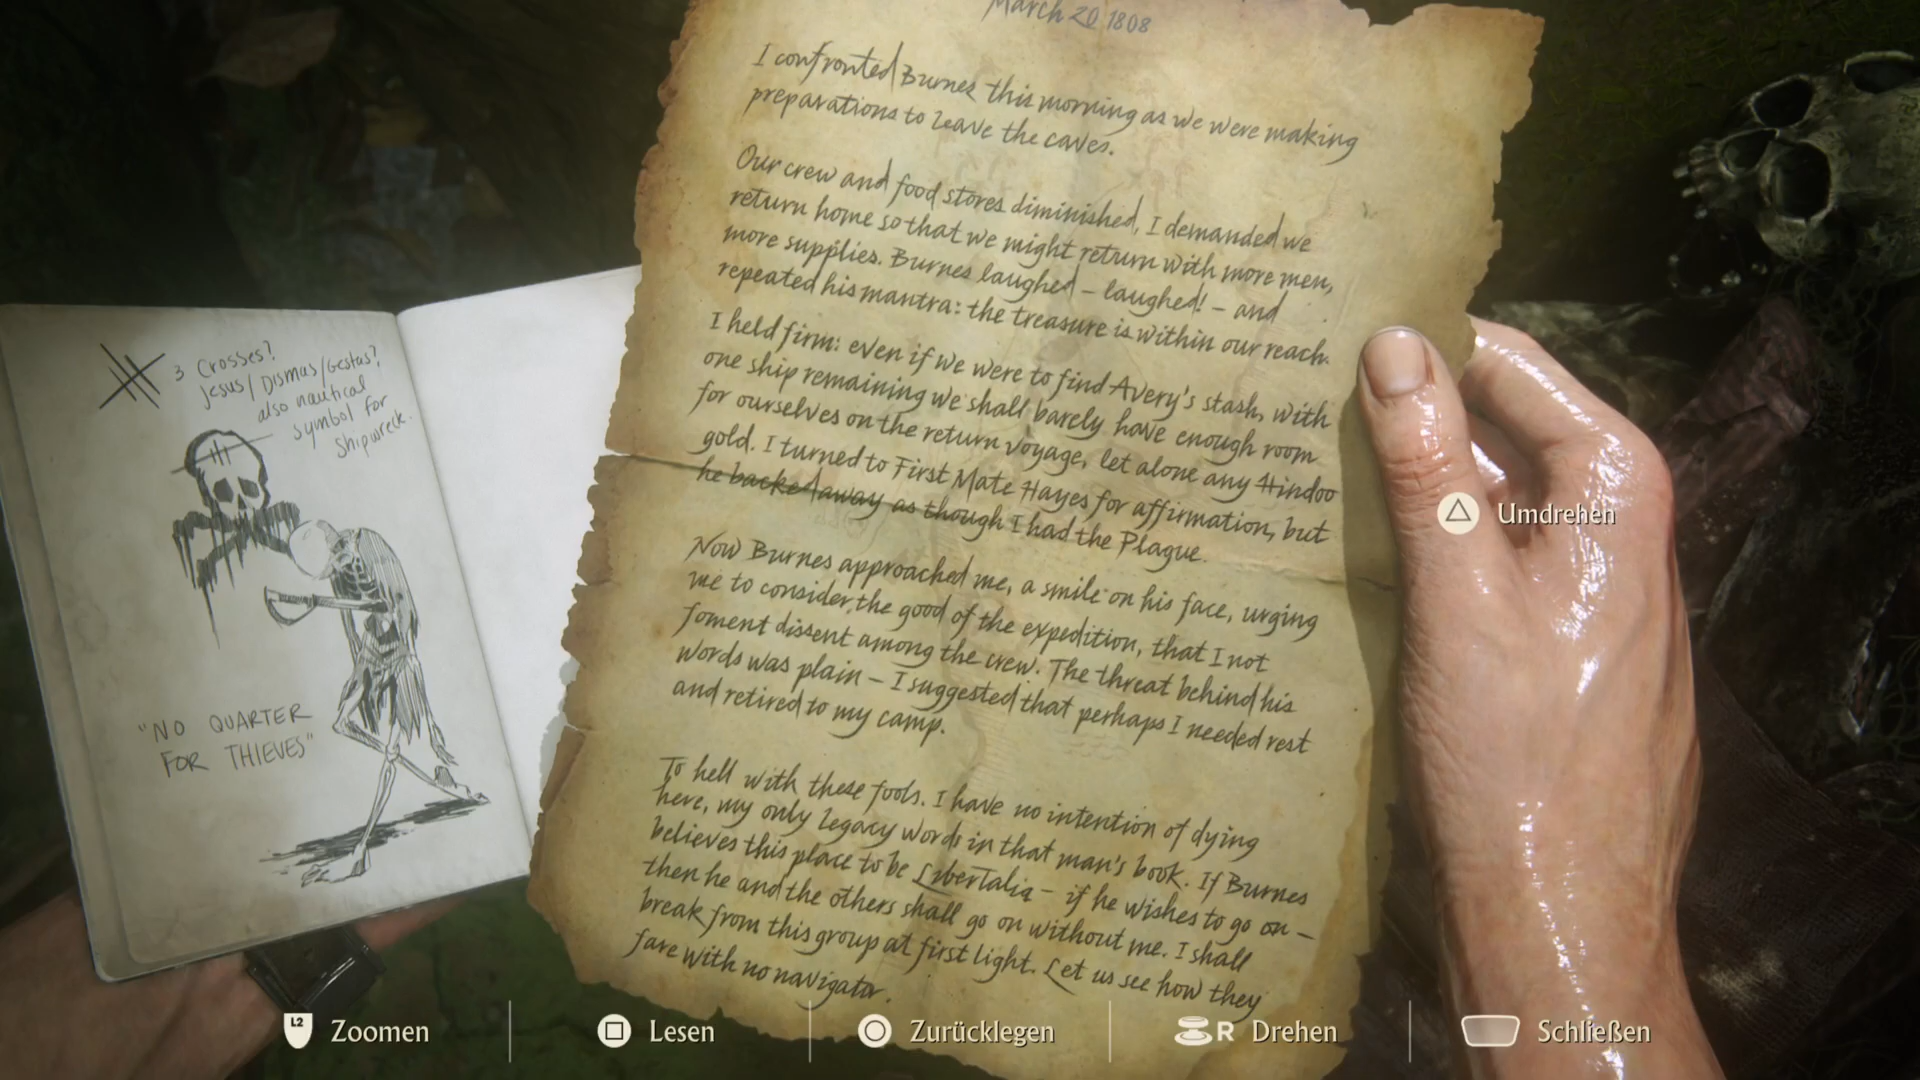 March 20 1808
I confronted Burnes this morning as we were making
preparations to leave the caves.
Our crew and food stores diminished, I demanded we
return home so that we might return with more men,
more supplies. Burnes laughed – laughed! – and
repeated his mantra: the treasure is within our reach.
I held firm: even if we were to find Avery's stash, with
one ship remaining we shall barely have enough room
for ourselves on the return voyage, let alone any Hindoo
gold. I turned to First Mate Hayes for affirmation, but
he backed away as though I had the Plague.
Now Burnes approached me, a smile on his face, urging
me to consider the good of the expedition, that I not
foment dissent among the crew. The threat behind his
words was plain – I suggested that perhaps I needed rest
and retired to my camp.
To hell with these fools. I have no intention of dying
here, my only legacy words in that man's book. If Burnes
believes this place to be Libertalia – if he wishes to go on –
then he and the others shall go on without me. I shall
break from this group at first light. Let us see how they
fare with no navigator.
3 Crosses?
Jesus/Dismas/Gestas?
also nautical
symbol for
shipwreck.
"NO QUARTER
FOR THIEVES"
Umdrehen
L2 Zoomen
Lesen
Zurücklegen
R Drehen
Schließen